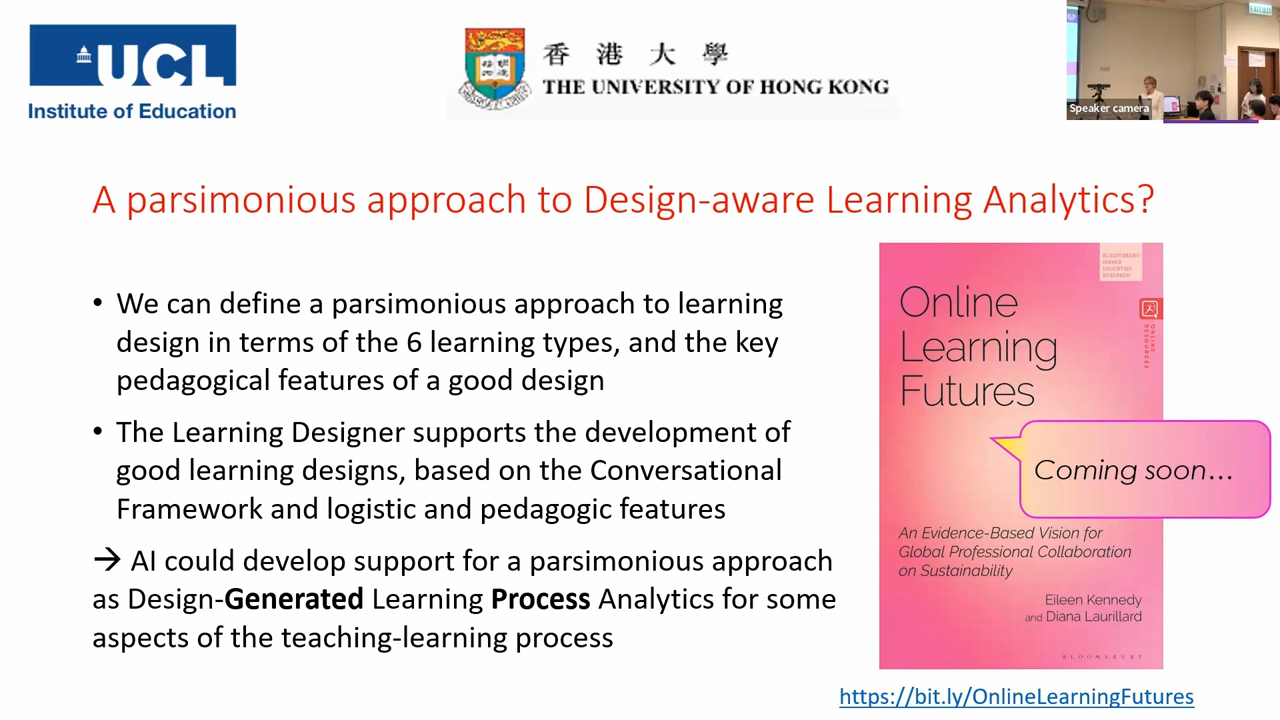 UCL
Institute of Education
香港大學
THE UNIVERSITY OF HONG KONG
Speaker camera
A parsimonious approach to Design-aware Learning Analytics?
• We can define a parsimonious approach to learning
design in terms of the 6 learning types, and the key
pedagogical features of a good design
• The Learning Designer supports the development of
good learning designs, based on the Conversational
Framework and logistic and pedagogic features
→ AI could develop support for a parsimonious approach
as Design-Generated Learning Process Analytics for some
aspects of the teaching-learning process
BLOOMSBURY
HIGHER
EDUCATION
RESEARCH
Online
Learning
Futures
ONLINE
RESOURCES
Coming soon...
An Evidence-Based Vision for
Global Professional Collaboration
on Sustainability
Eileen Kennedy
and Diana Laurillard
BLOOMSBURY
https://bit.ly/OnlineLearningFutures